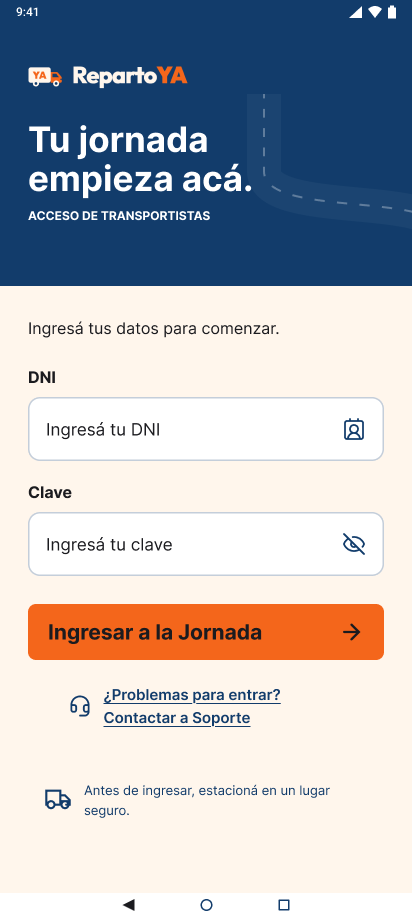 9:41
YA RepartoYA
Tu jornada
empieza acá.
ACCESO DE TRANSPORTISTAS
Ingresá tus datos para comenzar.
DNI
Ingresá tu DNI
Clave
Ingresá tu clave
Ingresar a la Jornada
¿Problemas para entrar?
Contactar a Soporte
Antes de ingresar, estacioná en un lugar
seguro.